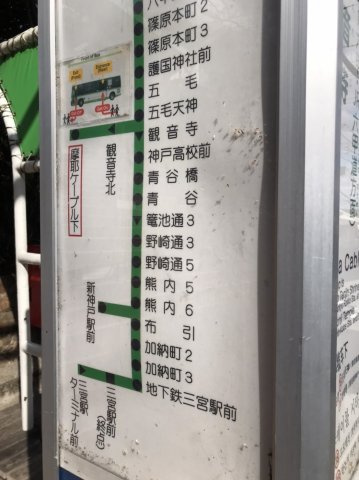 篠原本町2
篠原本町3
護国神社前
五毛
五毛天神
観音寺
神戸高校前
青谷橋
青谷
篭池通3
野崎通3
野崎通5
熊内5
熊内6
布引
加納町2
加納町3
地下鉄三宮駅前
観音寺北
摩耶ケーブル下
新神戸駅前
三宮駅前
(終点)
三宮駅
ターミナル前